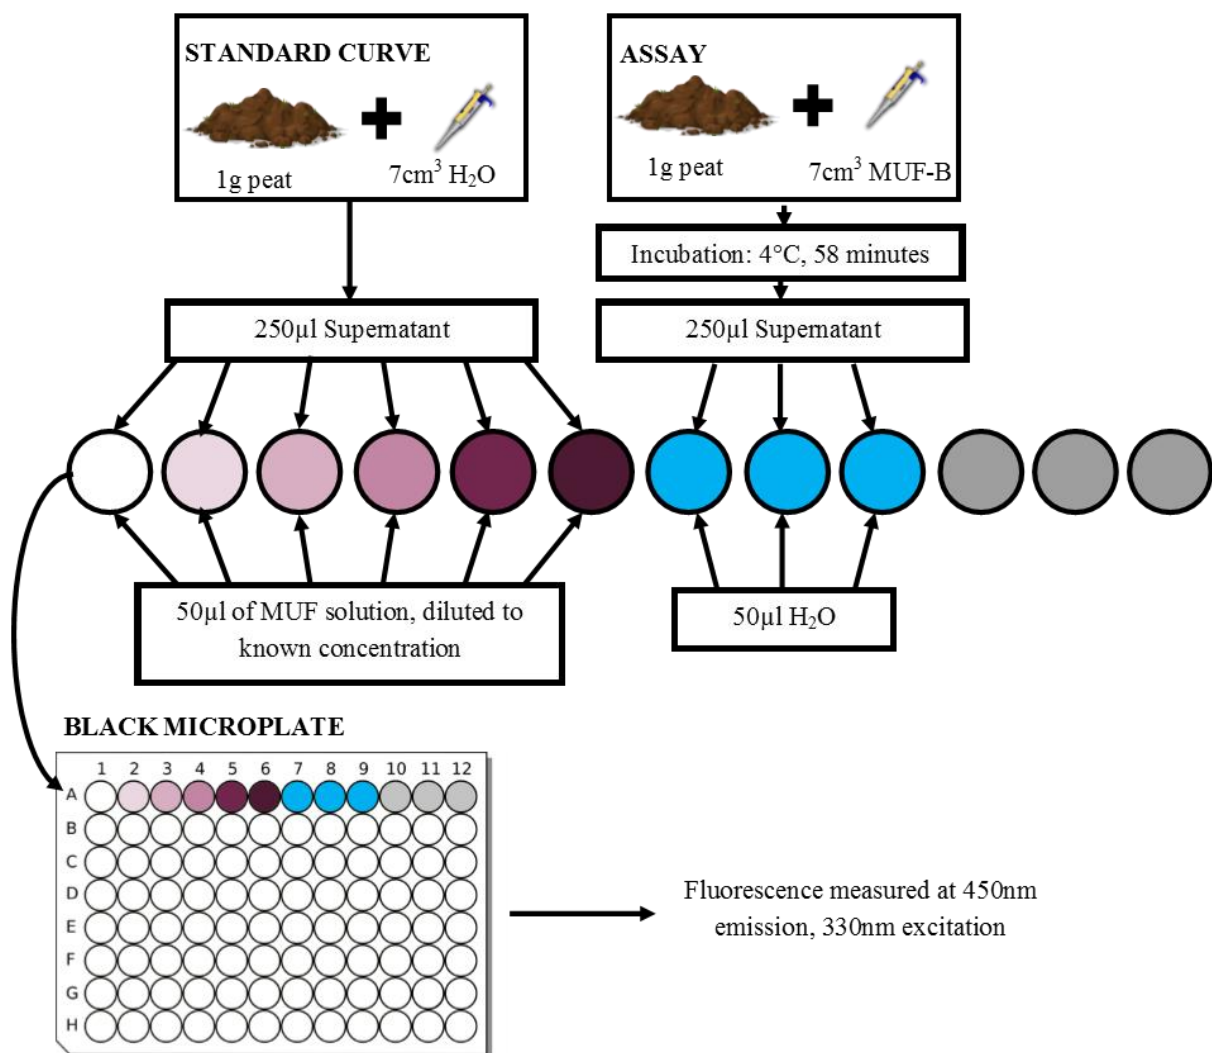 STANDARD CURVE
1g peat
7cm³ H₂O
ASSAY
1g peat
7cm³ MUF-B
Incubation: 4°C, 58 minutes
250µl Supernatant
250µl Supernatant
50µl of MUF solution, diluted to
known concentration
50µl H₂O
BLACK MICROPLATE
1 2 3 4 5 6 7 8 9 10 11 12
A
B
C
D
E
F
G
H
Fluorescence measured at 450nm
emission, 330nm excitation